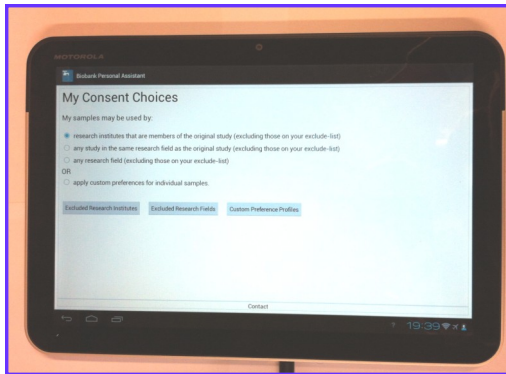 MOTOROLA
Biobank Personal Assistant
My Consent Choices
My samples may be used by:
research institutes that are members of the original study (excluding those on your exclude-list)
any study in the same research field as the original study (excluding those on your exclude-list)
any research field (excluding those on your exclude-list)
OR
apply custom preferences for individual samples.
Excluded Research Institutes Excluded Research Fields Custom Preference Profiles
Contact
19:39